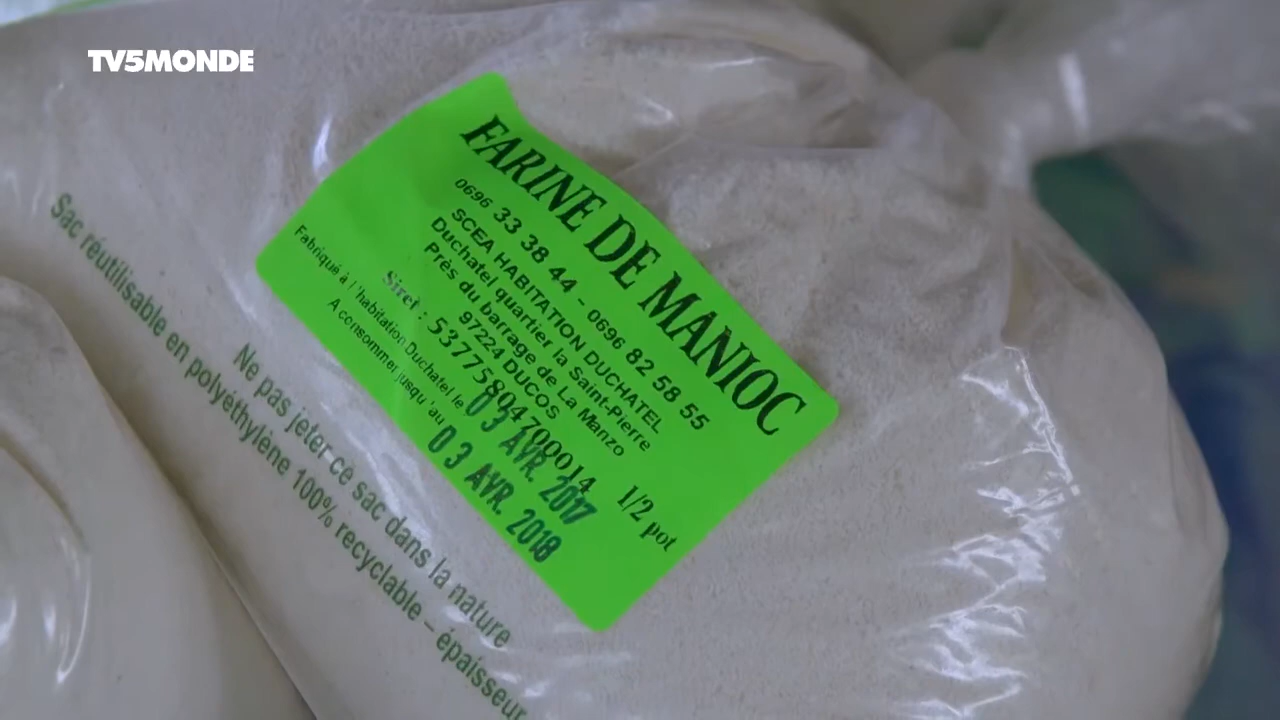 TV5MONDE
FARINE DE MANIOC
0696 33 38 44 - 0696 82 58 55
SCEA HABITATION DUCHATEL
Duchatel quartier la Saint-Pierre
Près du barrage de La Manzo
97224 DUCOS
Siret : 53775804700014 1/2 pot
Fabriqué à l'habitation Duchatel le 03 AVR. 2017
A consommer jusqu'au 03 AVR. 2018
Ne pas jeter ce sac dans la nature
Sac réutilisable en polyéthylène 100% recyclable – épaisseur